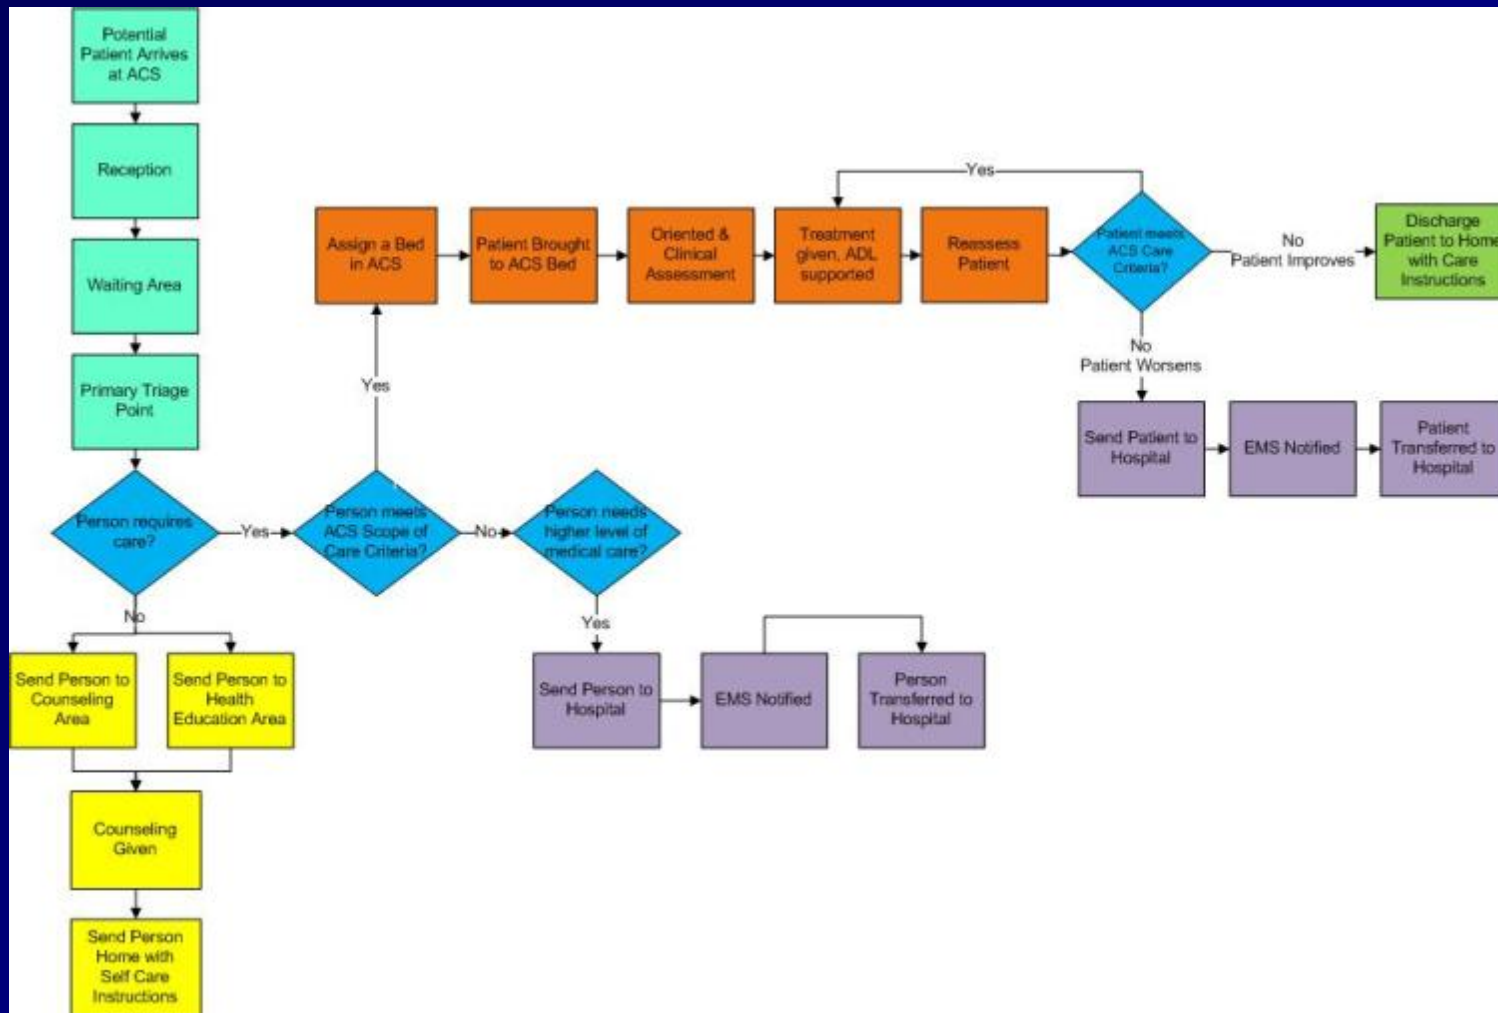 Potential
Patient Arrives
at ACS
Reception
Waiting Area
Primary Triage
Point
Person requires
care?
Yes
No
Send Person to
Counseling
Area
Send Person to
Health
Education Area
Counseling
Given
Send Person
Home with
Self Care
Instructions
Person meets
ACS Scope of
Care Criteria?
Yes
No
Person needs
higher level of
medical care?
Yes
Send Person to
Hospital
EMS Notified
Person
Transferred to
Hospital
Assign a Bed
in ACS
Patient Brought
to ACS Bed
Oriented &
Clinical
Assessment
Treatment
given, ADL
supported
Reassess
Patient
Patient meets
ACS Care
Criteria?
Yes
No
Patient Improves
Discharge
Patient to Home
with Care
Instructions
No
Patient Worsens
Send Patient to
Hospital
EMS Notified
Patient
Transferred to
Hospital